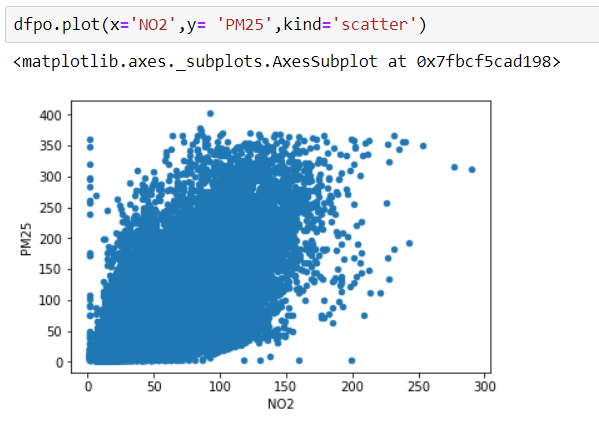 dfpo.plot(x='NO2',y= 'PM25',kind='scatter')
<matplotlib.axes._subplots.AxesSubplot at 0x7fbcf5cad198>
400
350
300
250
200
150
100
50
0
PM25
0 50 100 150 200 250 300
NO2